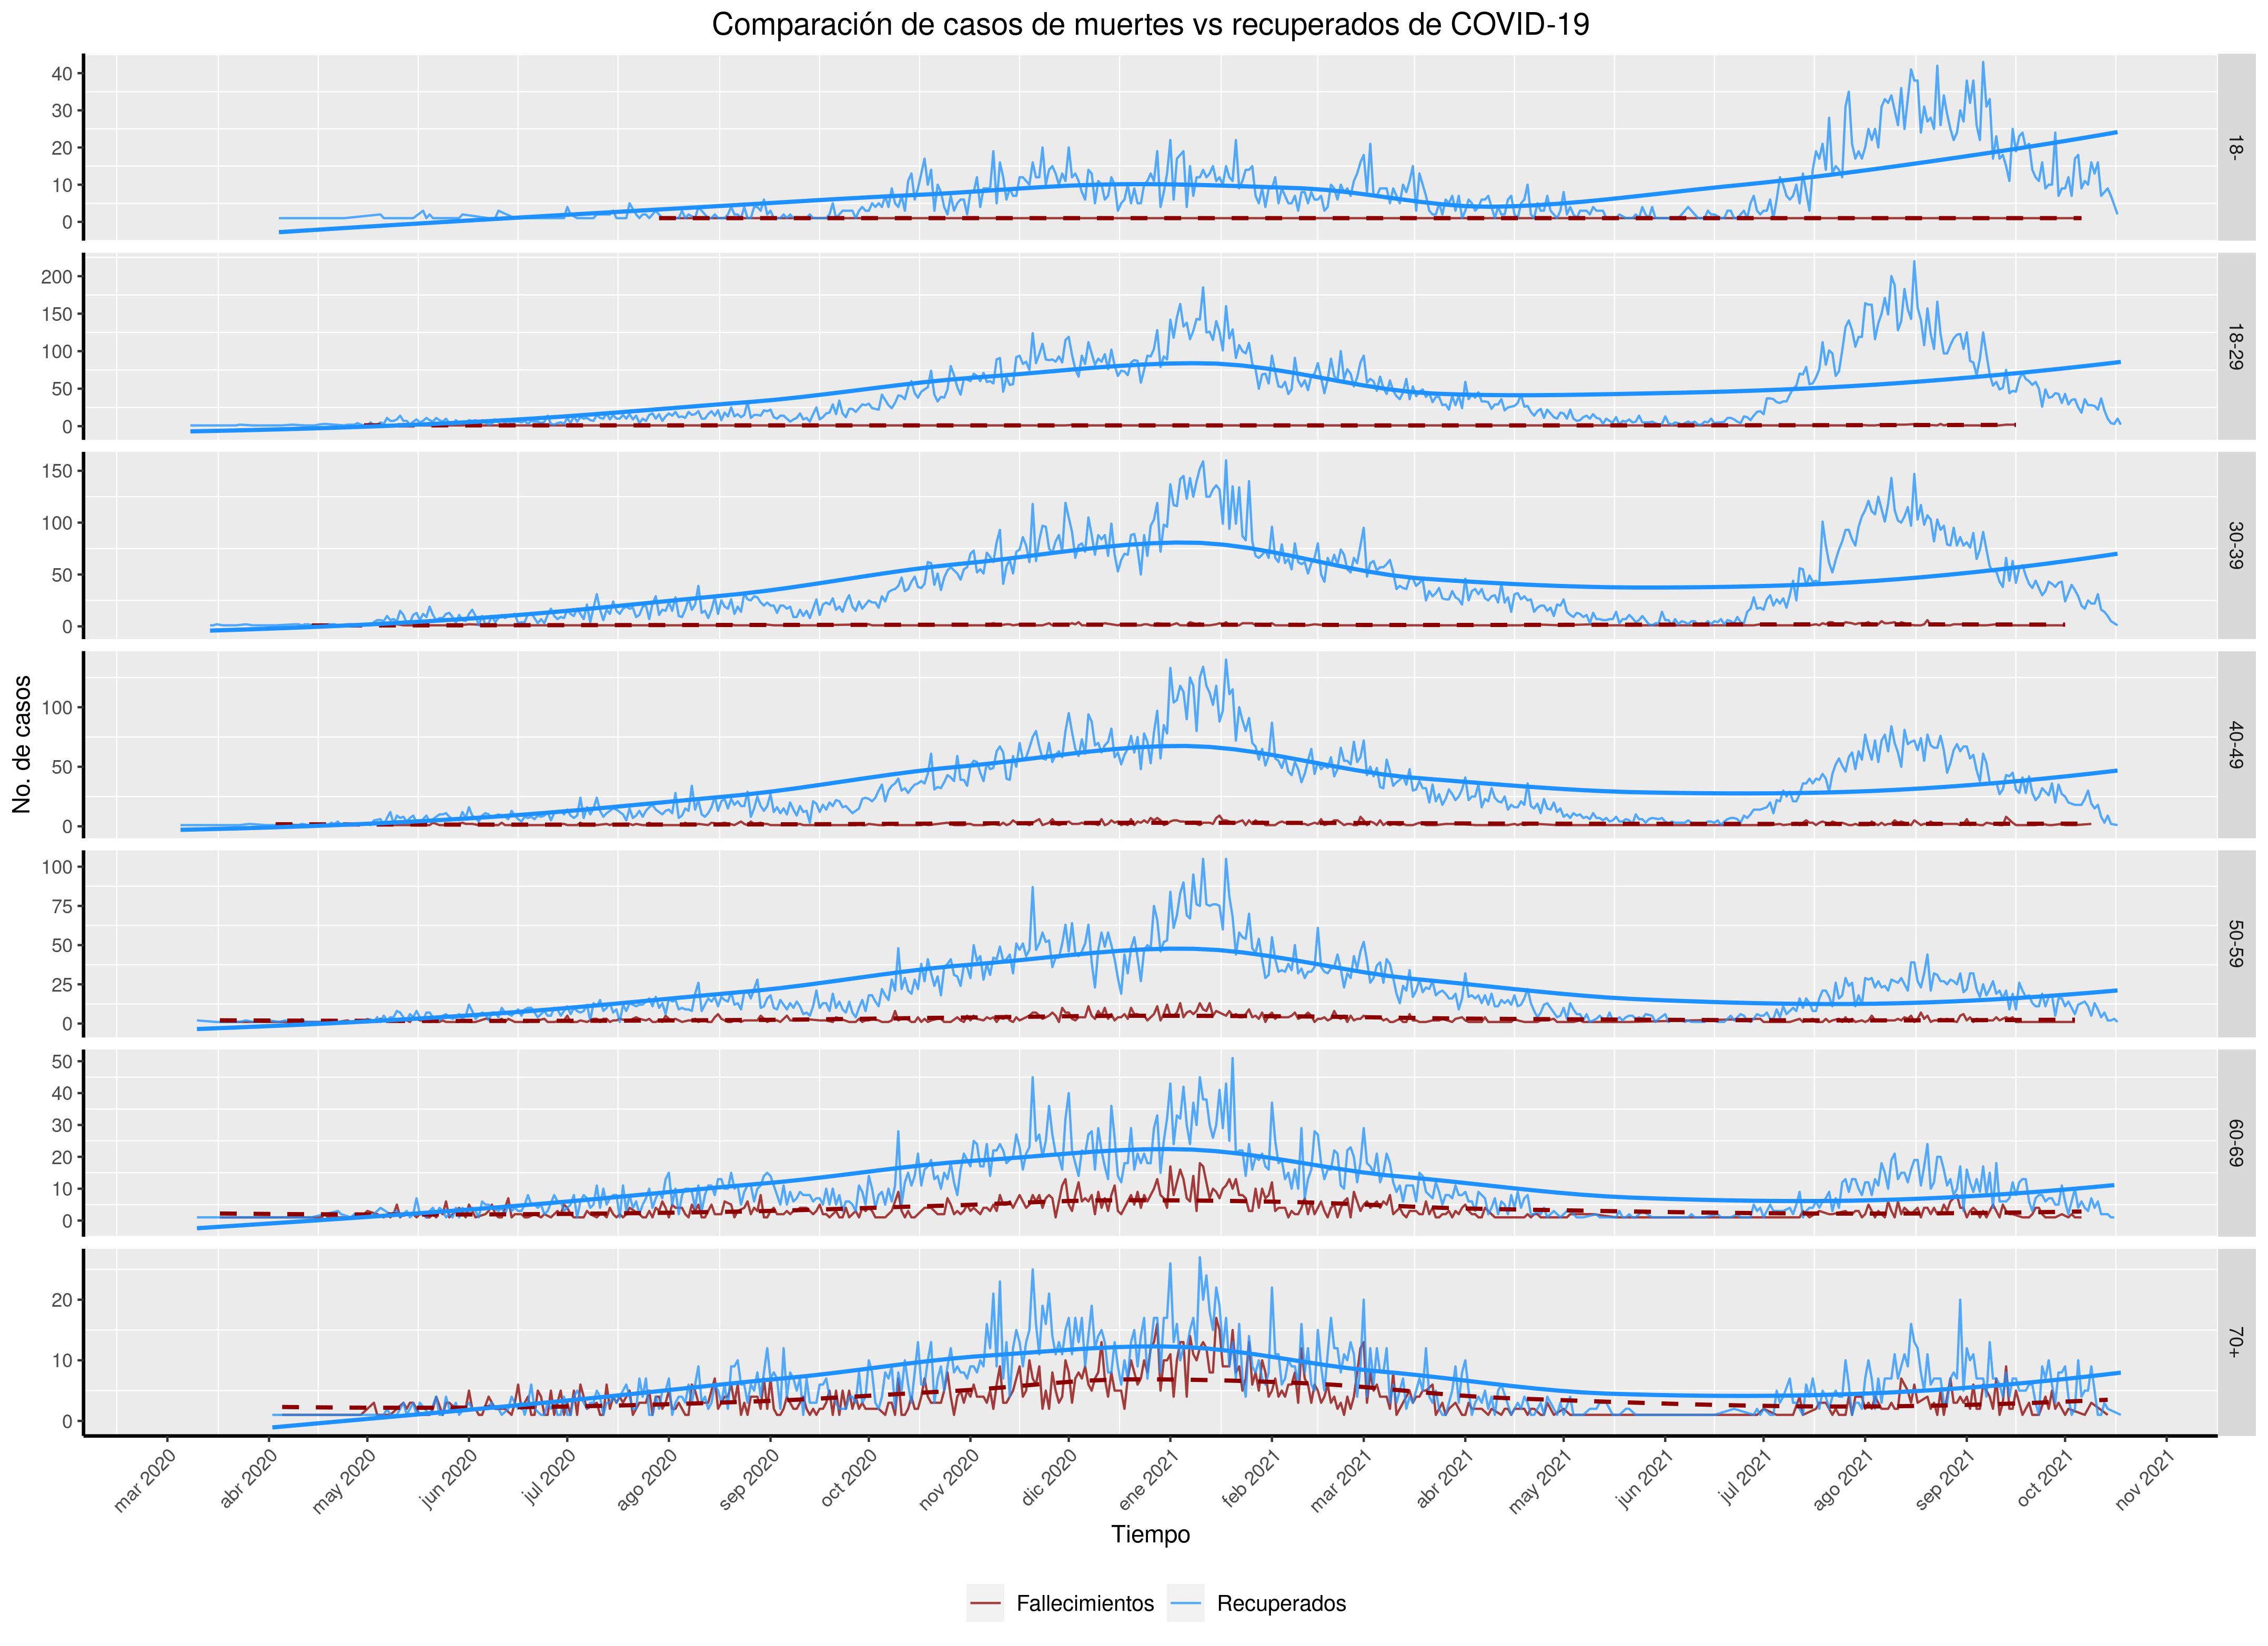 Comparación de casos de muertes vs recuperados de COVID-19
No. de casos
40
30
20
10
0
18-
200
150
100
50
0
18-29
150
100
50
0
30-39
100
50
0
40-49
100
75
50
25
0
50-59
50
40
30
20
10
0
60-69
20
10
0
70+
mar 2020
abr 2020
may 2020
jun 2020
jul 2020
ago 2020
sep 2020
oct 2020
nov 2020
dic 2020
ene 2021
feb 2021
mar 2021
abr 2021
may 2021
jun 2021
jul 2021
ago 2021
sep 2021
oct 2021
nov 2021
Tiempo
Fallecimientos Recuperados